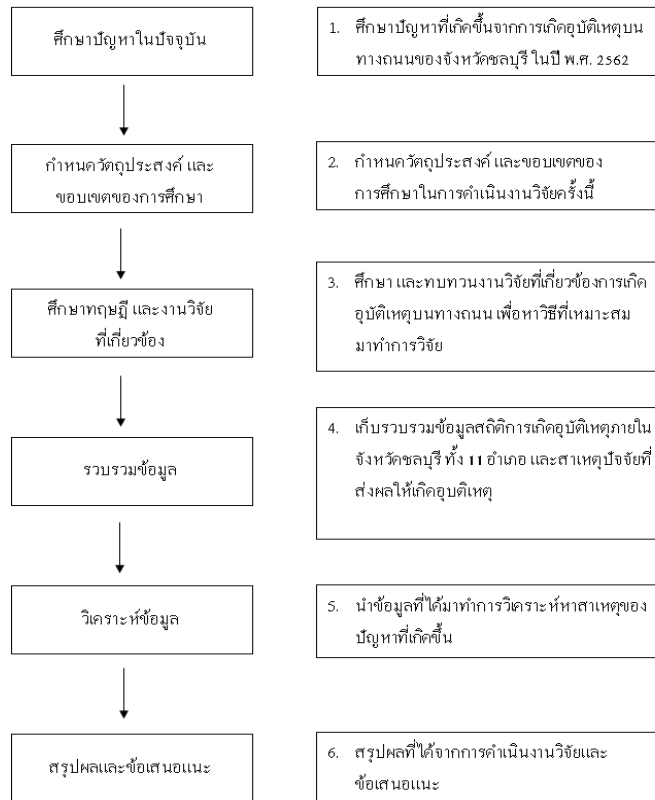 ศึกษาปัญหาในปัจจุบัน
1. ศึกษาปัญหาที่เกิดขึ้นจากการเกิดอุบัติเหตุบน
ทางถนนของจังหวัดชลบุรี ในปี พ.ศ. 2562
กำหนดวัตถุประสงค์ และ
ขอบเขตของการศึกษา
2. กำหนดวัตถุประสงค์ และขอบเขตของ
การศึกษาในการดำเนินงานวิจัยครั้งนี้
ศึกษาทฤษฎี และงานวิจัย
ที่เกี่ยวข้อง
3. ศึกษา และทบทวนงานวิจัยที่เกี่ยวข้องการเกิด
อุบัติเหตุบนทางถนน เพื่อหาวิธีที่เหมาะสม
มาทำการวิจัย
รวบรวมข้อมูล
4. เก็บรวบรวมข้อมูลสถิติการเกิดอุบัติเหตุภายใน
จังหวัดชลบุรี ทั้ง 11 อำเภอ และสาเหตุปัจจัยที่
ส่งผลให้เกิดอุบติเหตุ
วิเคราะห์ข้อมูล
5. นำข้อมูลที่ได้มาทำการวิเคราะห์หาสาเหตุของ
ปัญหาที่เกิดขึ้น
สรุปผลและข้อเสนอแนะ
6. สรุปผลที่ได้จากการดำเนินงานวิจัยและ
ข้อเสนอแนะ